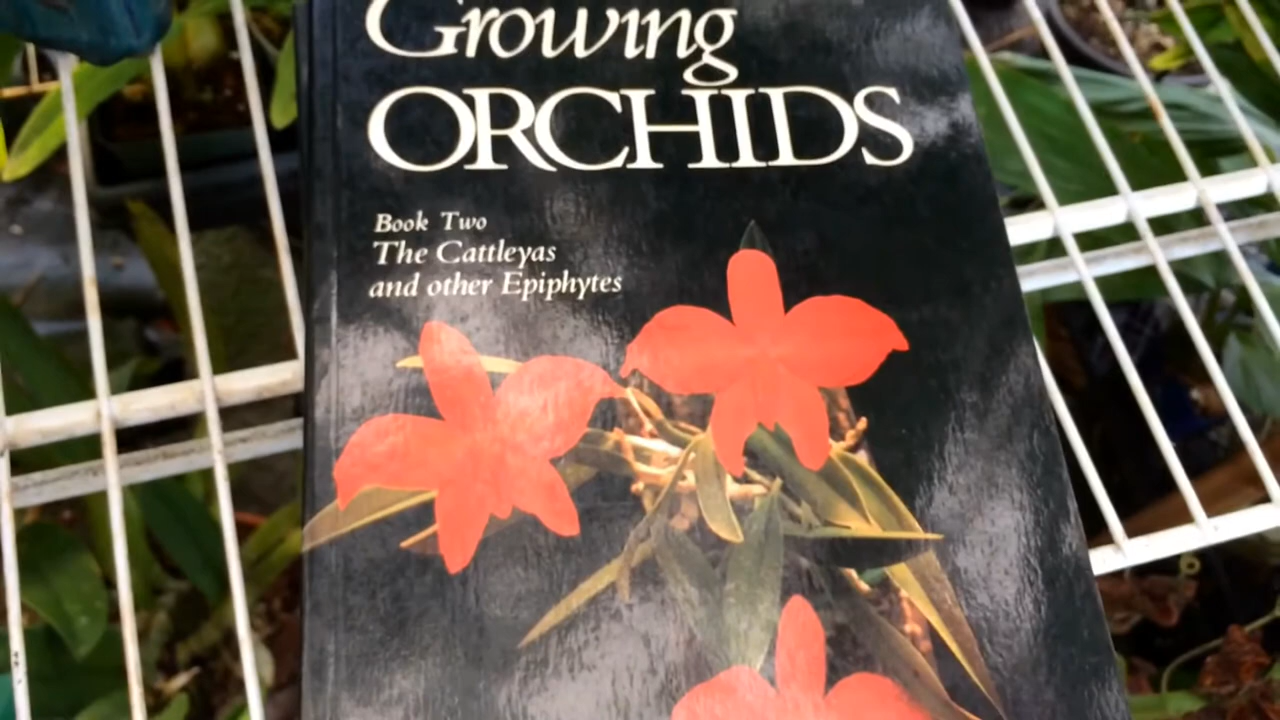 Growing
ORCHIDS
Book Two
The Cattleyas
and other Epiphytes